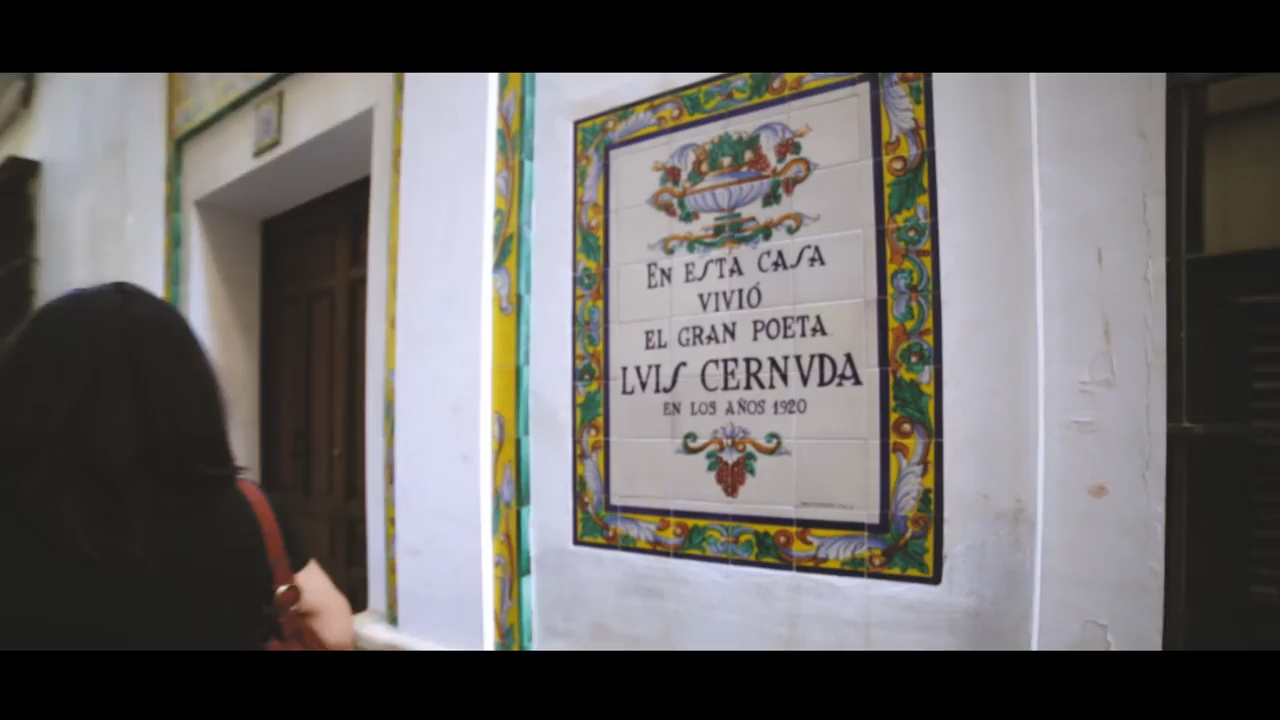 EN ESTA CASA
VIVIÓ
EL GRAN POETA
LVIS CERNVDA
EN LOS AÑOS 1920